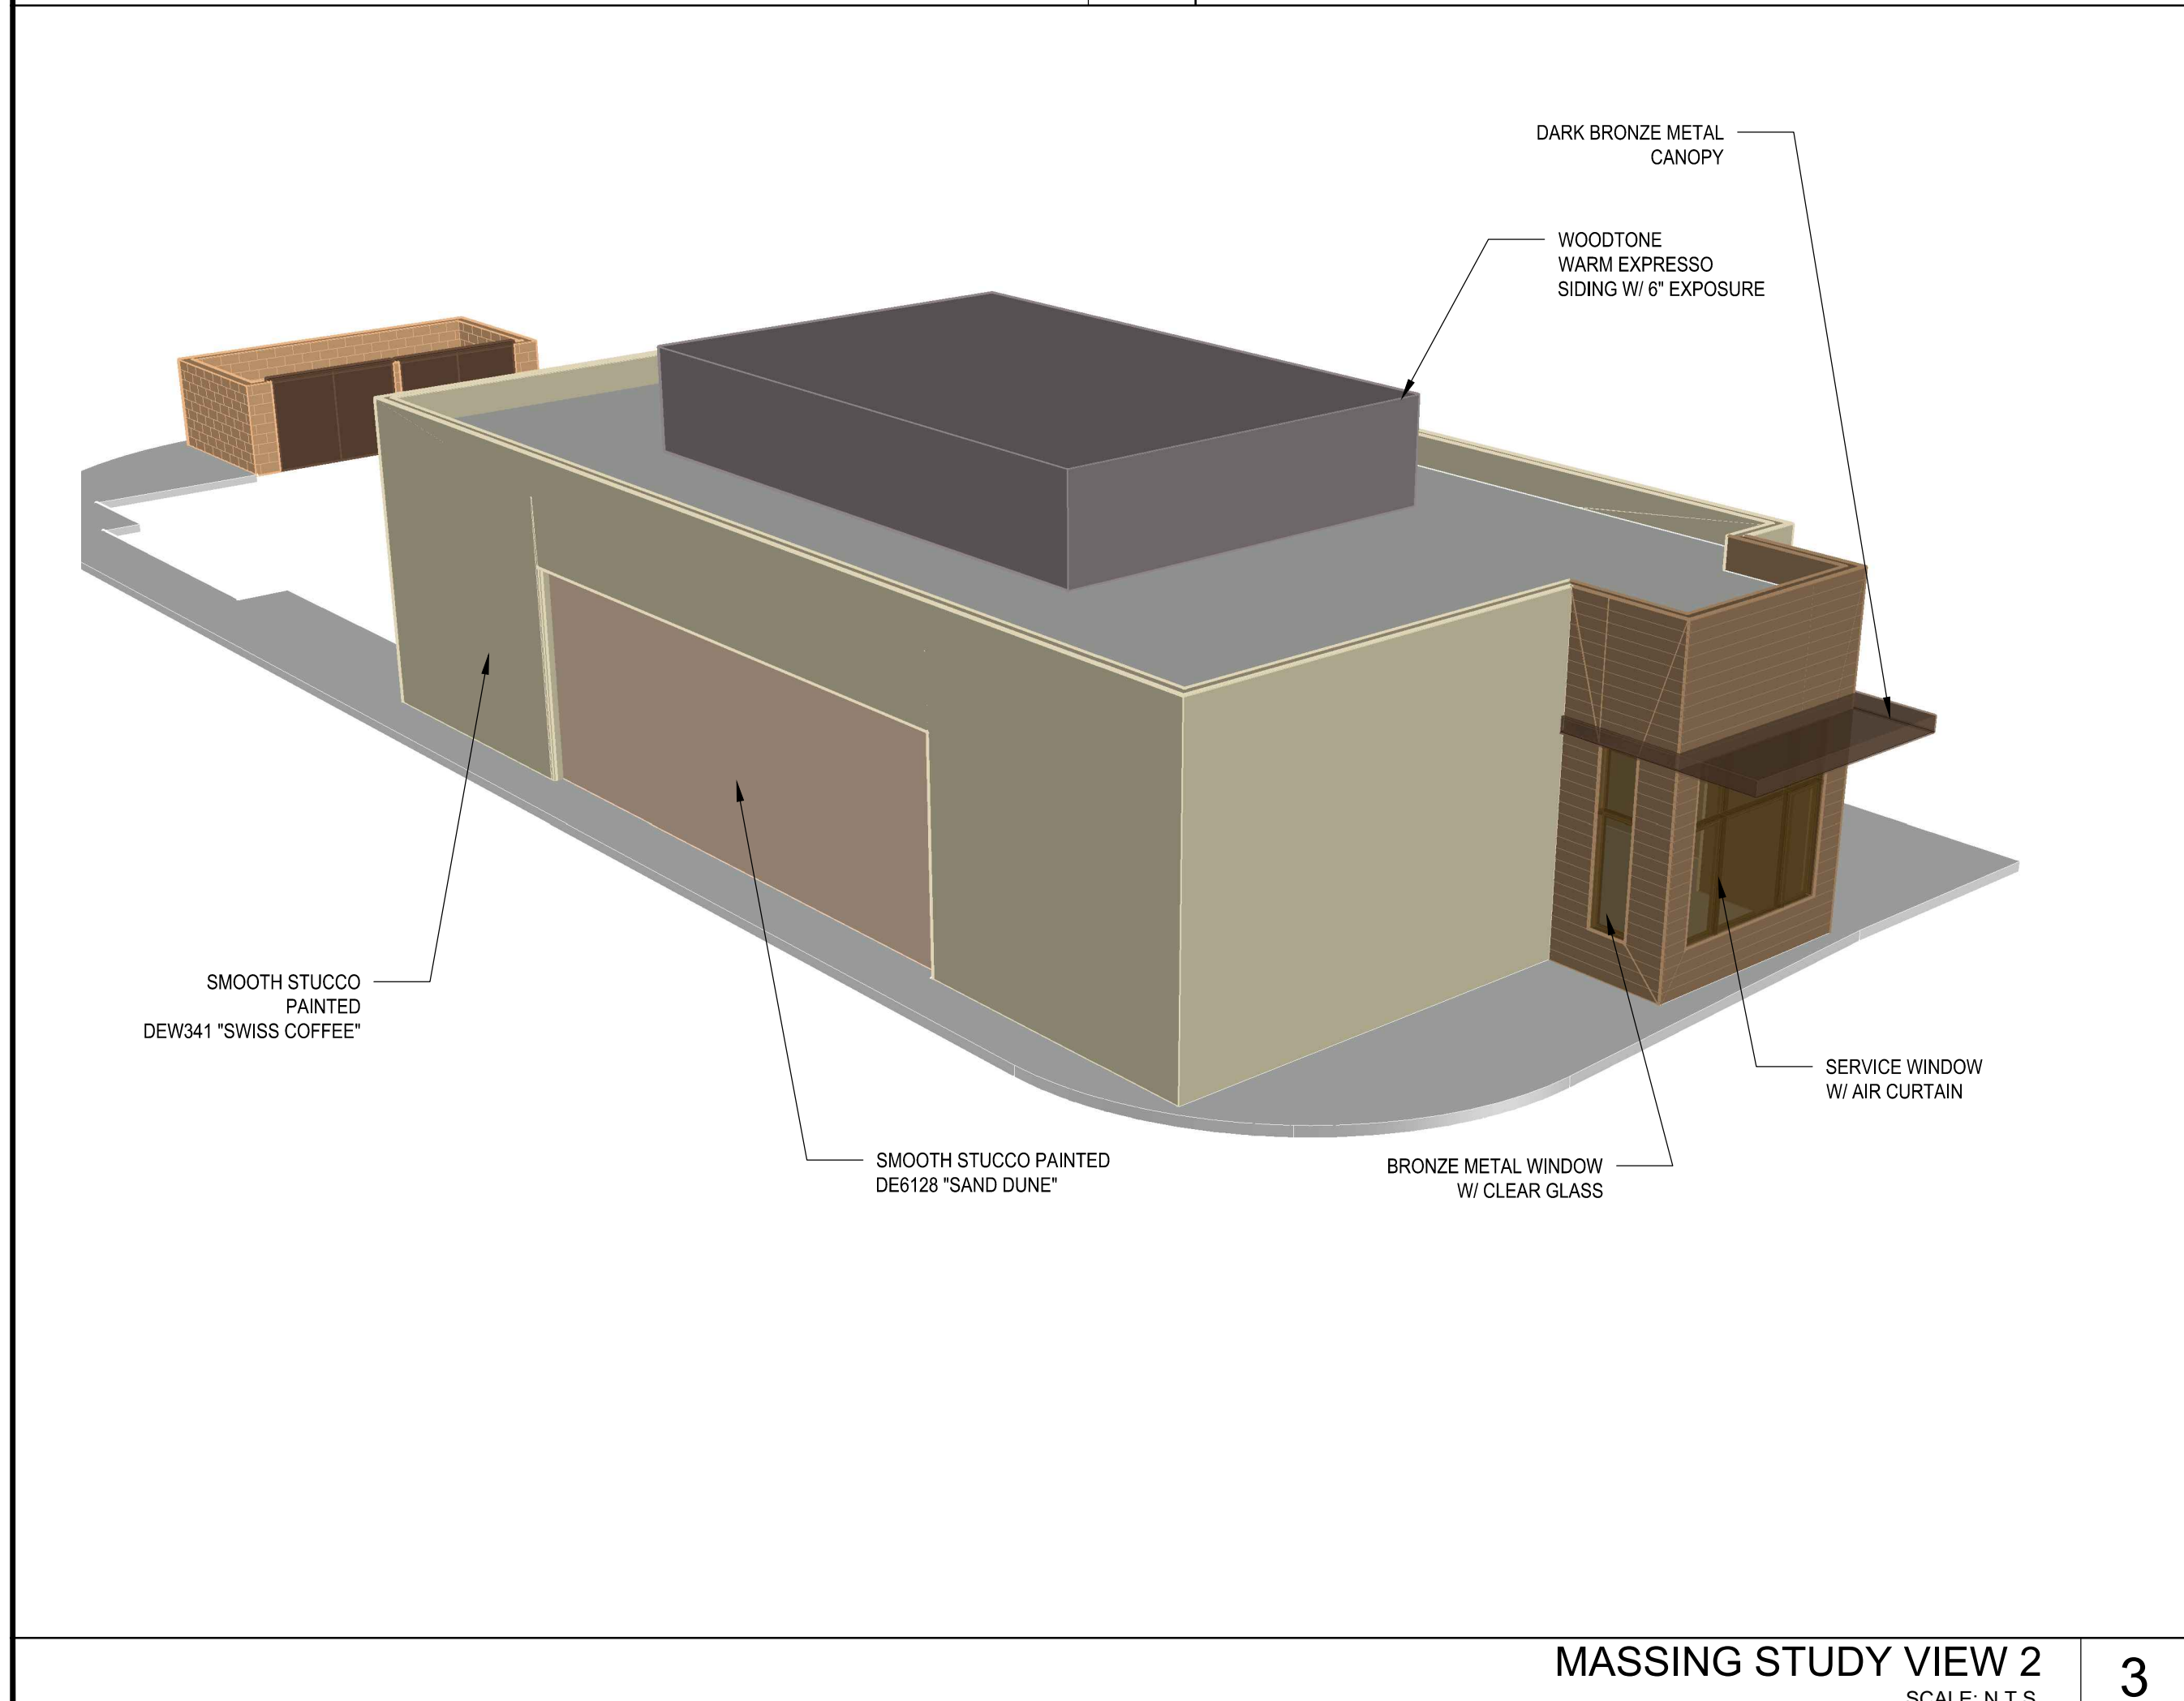 DARK BRONZE METAL
CANOPY
WOODTONE
WARM EXPRESSO
SIDING W/ 6" EXPOSURE
SMOOTH STUCCO
PAINTED
DEW341 "SWISS COFFEE"
SMOOTH STUCCO PAINTED
DE6128 "SAND DUNE"
SERVICE WINDOW
W/ AIR CURTAIN
BRONZE METAL WINDOW
W/ CLEAR GLASS
MASSING STUDY VIEW 2
SCALE: N.T.S.
3